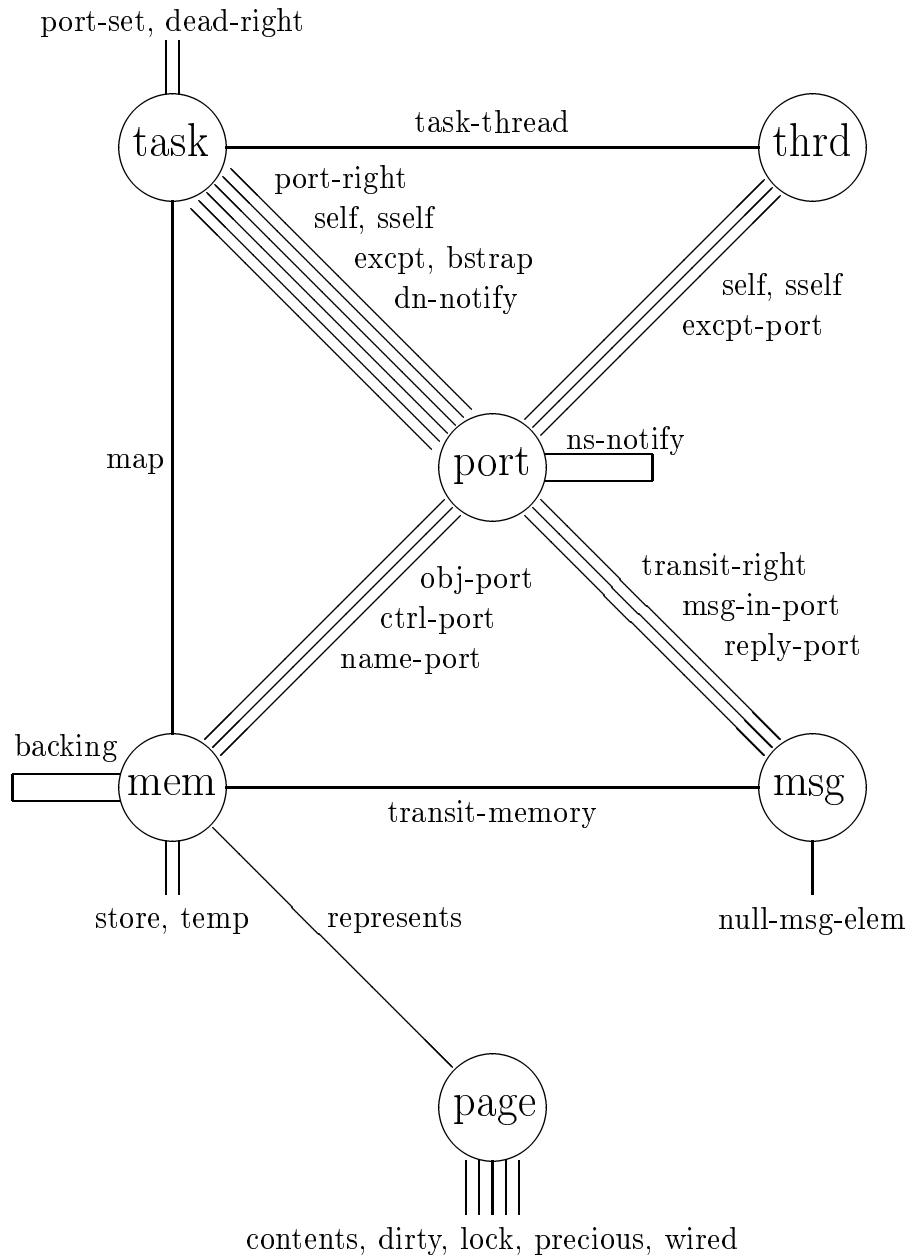 port-set, dead-right
task
task-thread
thrd
port-right
self, sself
excpt, bstrap
dn-notify
self, sself
excpt-port
map
port
ns-notify
obj-port
ctrl-port
name-port
transit-right
msg-in-port
reply-port
backing
mem
transit-memory
msg
store, temp
represents
null-msg-elem
page
contents, dirty, lock, precious, wired